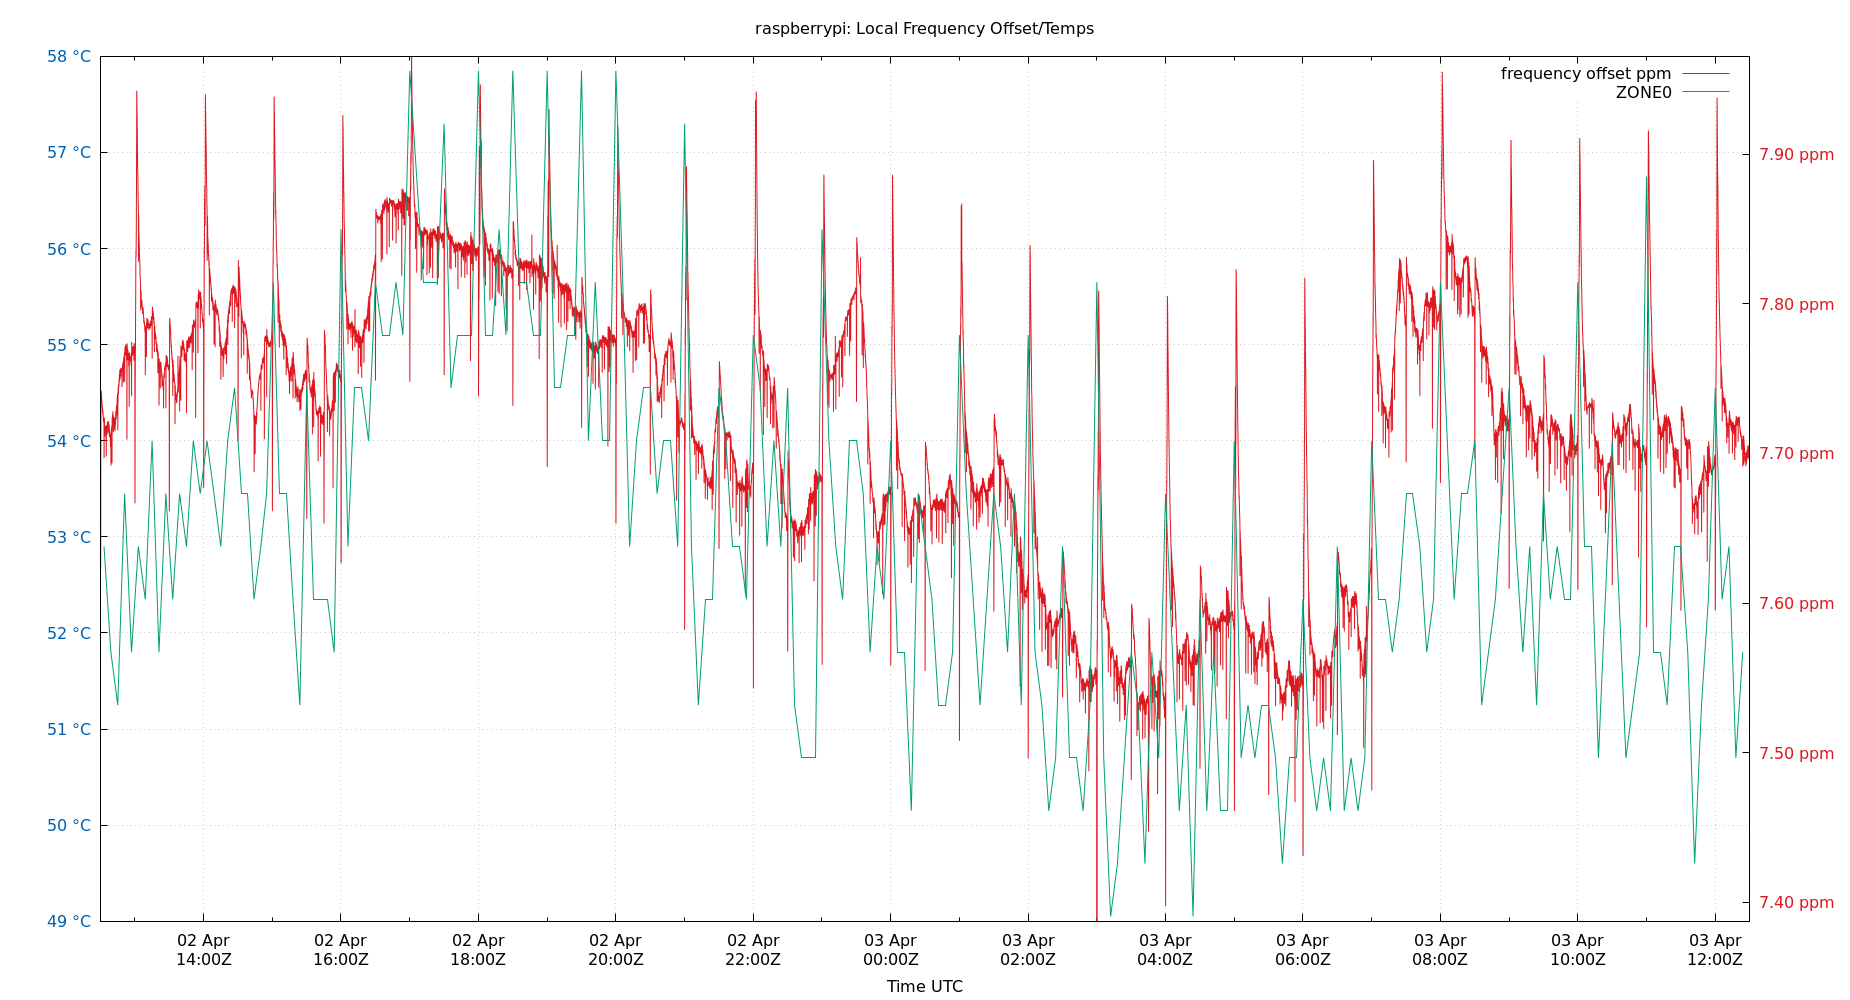 raspberrypi: Local Frequency Offset/Temps
frequency offset ppm
ZONE0
58 °C
57 °C
56 °C
55 °C
54 °C
53 °C
52 °C
51 °C
50 °C
49 °C
7.90 ppm
7.80 ppm
7.70 ppm
7.60 ppm
7.50 ppm
7.40 ppm
02 Apr
14:00Z
02 Apr
16:00Z
02 Apr
18:00Z
02 Apr
20:00Z
02 Apr
22:00Z
03 Apr
00:00Z
03 Apr
02:00Z
03 Apr
04:00Z
03 Apr
06:00Z
03 Apr
08:00Z
03 Apr
10:00Z
03 Apr
12:00Z
Time UTC